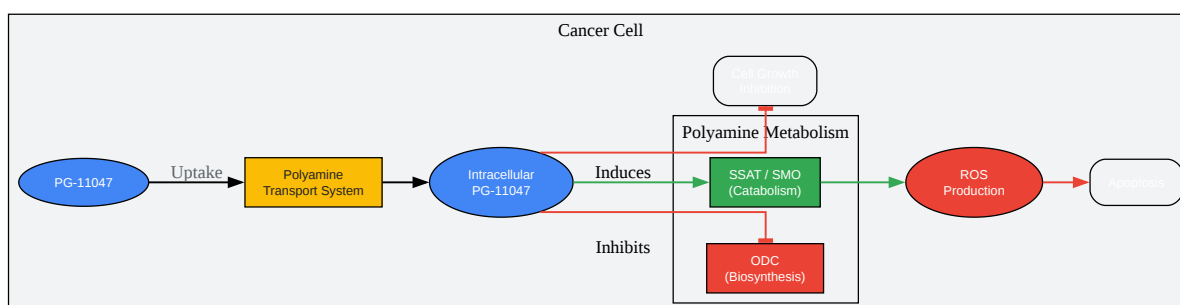 Cancer Cell
Cell Growth
Inhibition
Polyamine Metabolism
PG-11047
Uptake
Polyamine
Transport System
Intracellular
PG-11047
Induces
SSAT / SMO
(Catabolism)
ROS
Production
Apoptosis
Inhibits
ODC
(Biosynthesis)